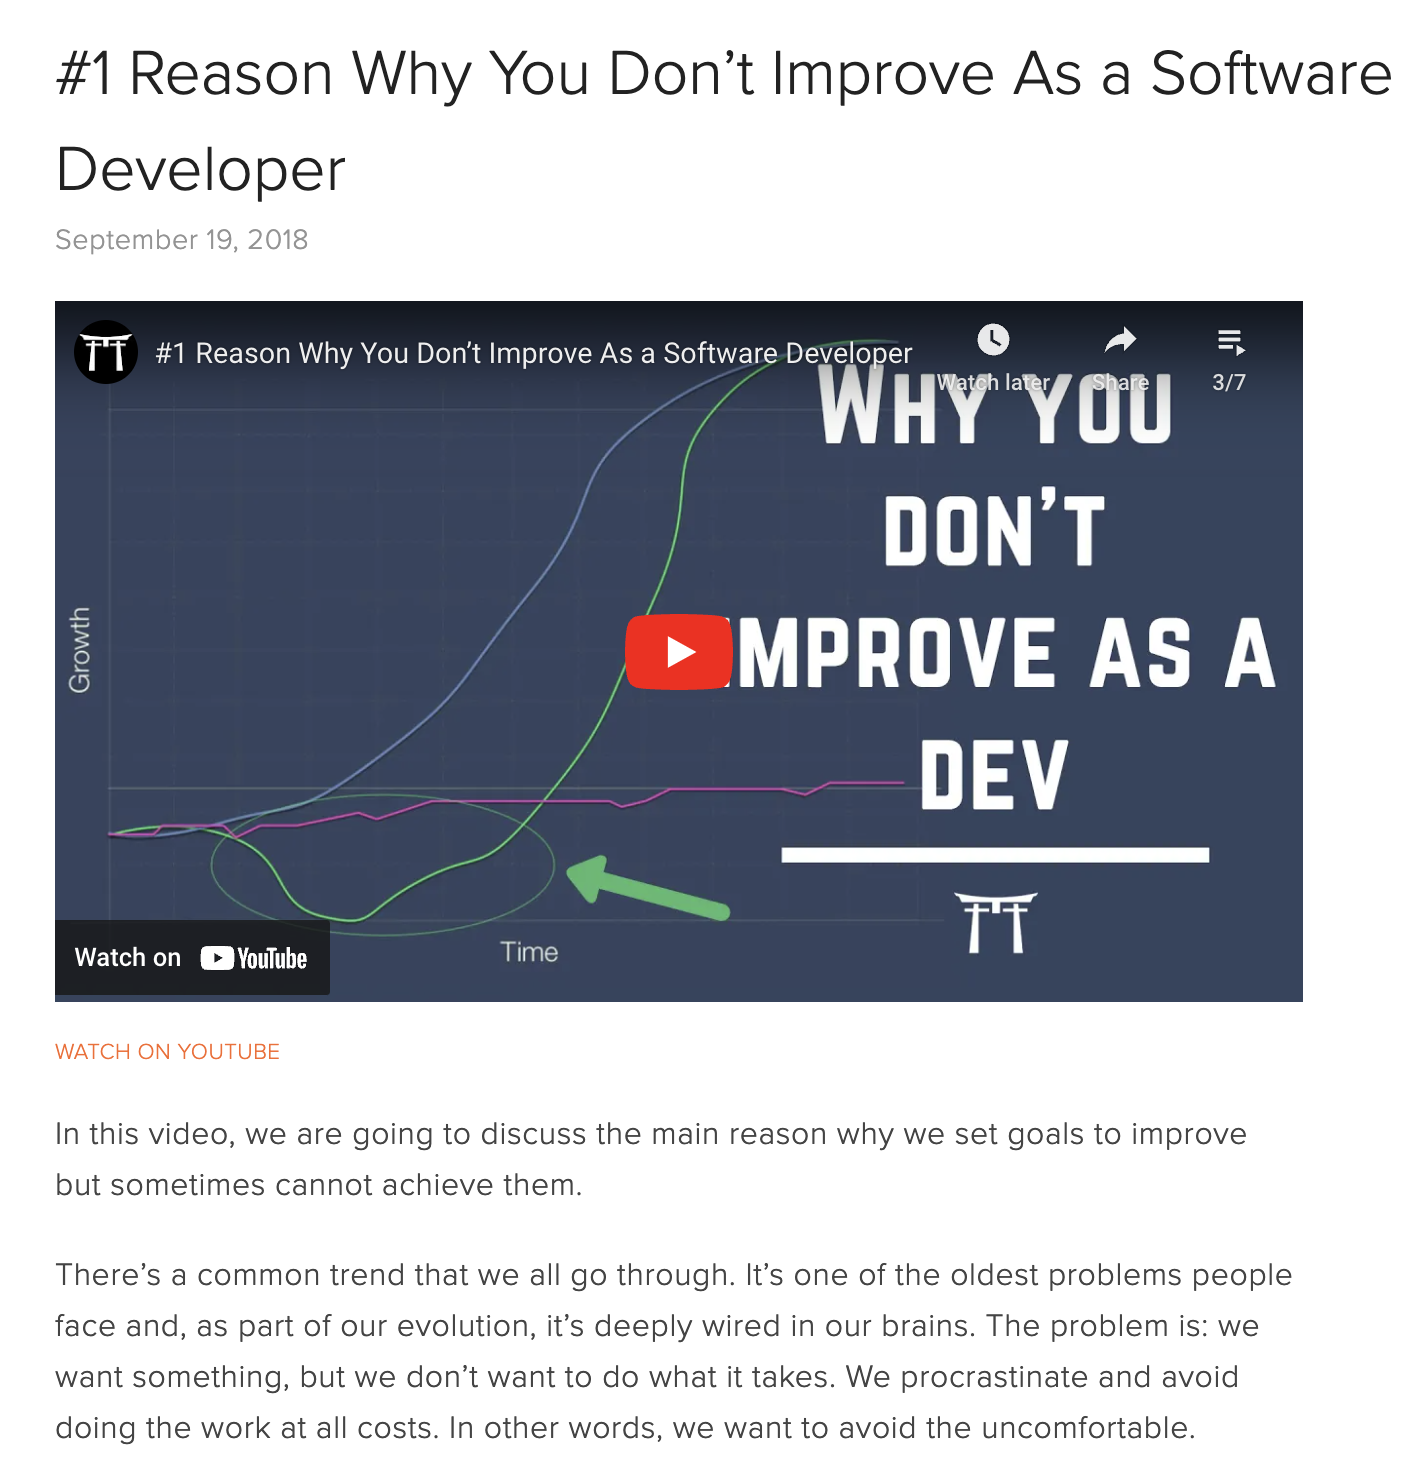 #1 Reason Why You Don’t Improve As a Software
Developer
September 19, 2018
#1 Reason Why You Don’t Improve As a Software Developer
Watch later
Share
3/7
WHY YOU
DON’T
IMPROVE AS A
DEV
Growth
Time
Watch on YouTube
WATCH ON YOUTUBE
In this video, we are going to discuss the main reason why we set goals to improve
but sometimes cannot achieve them.
There’s a common trend that we all go through. It’s one of the oldest problems people
face and, as part of our evolution, it’s deeply wired in our brains. The problem is: we
want something, but we don’t want to do what it takes. We procrastinate and avoid
doing the work at all costs. In other words, we want to avoid the uncomfortable.